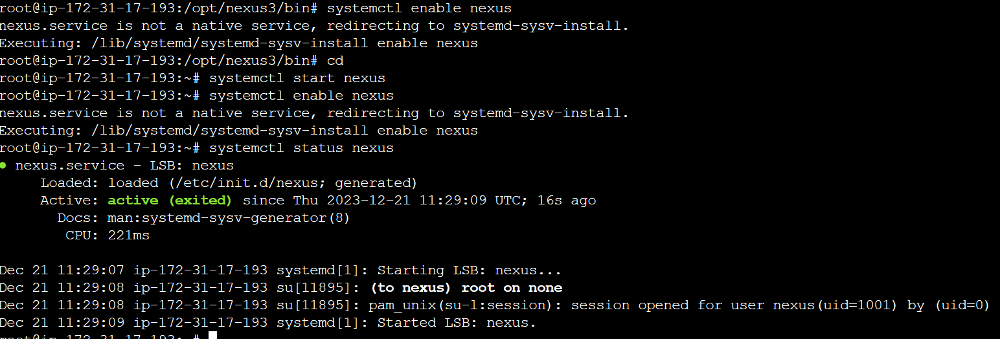 root@ip-172-31-17-193:/opt/nexus3/bin# systemctl enable nexus
nexus.service is not a native service, redirecting to systemd-sysv-install.
Executing: /lib/systemd/systemd-sysv-install enable nexus
root@ip-172-31-17-193:/opt/nexus3/bin# cd
root@ip-172-31-17-193:~# systemctl start nexus
root@ip-172-31-17-193:~# systemctl enable nexus
nexus.service is not a native service, redirecting to systemd-sysv-install.
Executing: /lib/systemd/systemd-sysv-install enable nexus
root@ip-172-31-17-193:~# systemctl status nexus
● nexus.service - LSB: nexus
     Loaded: loaded (/etc/init.d/nexus; generated)
     Active: active (exited) since Thu 2023-12-21 11:29:09 UTC; 16s ago
       Docs: man:systemd-sysv-generator(8)
        CPU: 221ms

Dec 21 11:29:07 ip-172-31-17-193 systemd[1]: Starting LSB: nexus...
Dec 21 11:29:08 ip-172-31-17-193 su[11895]: (to nexus) root on none
Dec 21 11:29:08 ip-172-31-17-193 su[11895]: pam_unix(su-l:session): session opened for user nexus(uid=1001) by (uid=0)
Dec 21 11:29:09 ip-172-31-17-193 systemd[1]: Started LSB: nexus.
root@ip-172-31-17-193:~#